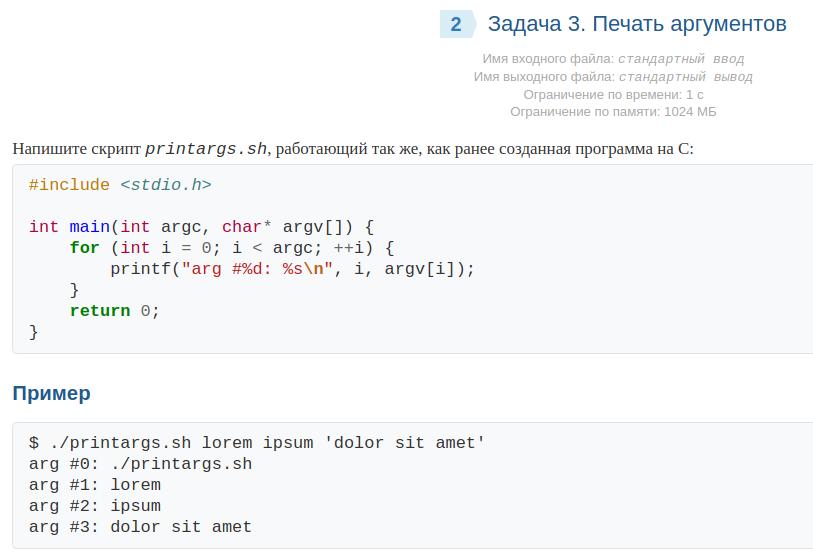 2 Задача 3. Печать аргументов
Имя входного файла: стандартный ввод
Имя выходного файла: стандартный вывод
Ограничение по времени: 1 с
Ограничение по памяти: 1024 МБ
Напишите скрипт printargs.sh, работающий так же, как ранее созданная программа на C:
#include <stdio.h>
int main(int argc, char* argv[]) {
    for (int i = 0; i < argc; ++i) {
        printf("arg #%d: %s\n", i, argv[i]);
    }
    return 0;
}
Пример
$ ./printargs.sh lorem ipsum 'dolor sit amet'
arg #0: ./printargs.sh
arg #1: lorem
arg #2: ipsum
arg #3: dolor sit amet